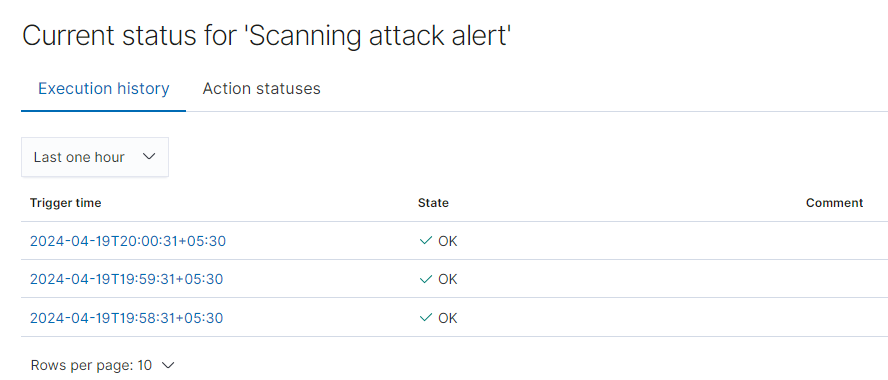 Current status for 'Scanning attack alert'
Execution history Action statuses
Last one hour
Trigger time State Comment
2024-04-19T20:00:31+05:30 OK
2024-04-19T19:59:31+05:30 OK
2024-04-19T19:58:31+05:30 OK
Rows per page: 10